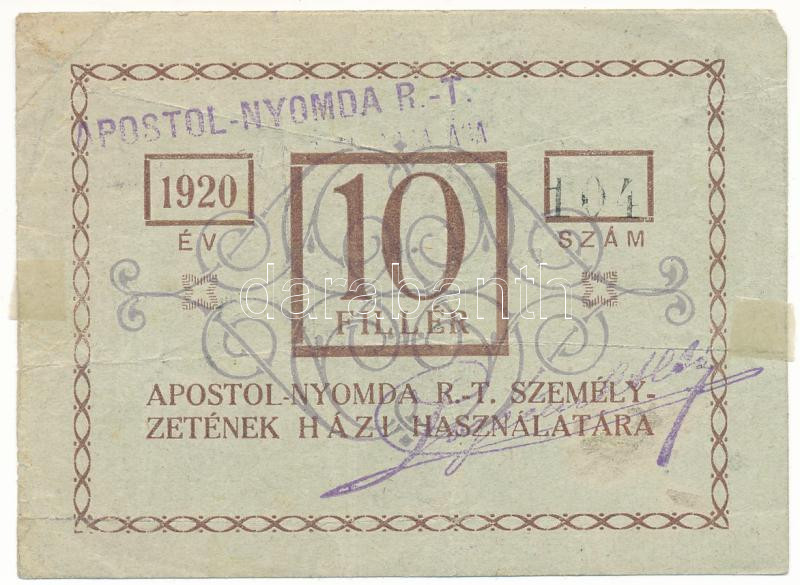 APOSTOL-NYOMDA R.-T.
1920
ÉV
10
FILLÉR
104
SZÁM
darabanth
APOSTOL-NYOMDA R.-T. SZEMÉLY-
ZETÉNEK HÁZI HASZNÁLATÁRA